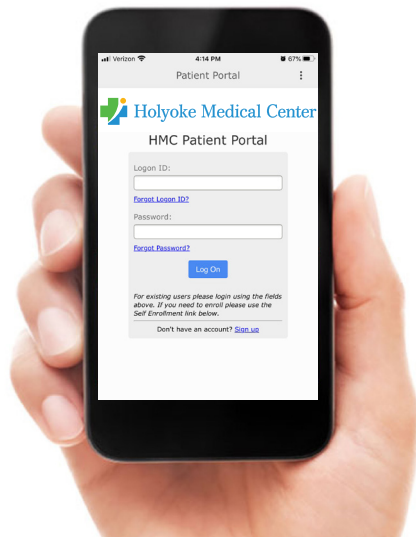 Verizon 4:14 PM 67%
Patient Portal
Holyoke Medical Center
HMC Patient Portal
Logon ID:
Forgot Logon ID?
Password:
Forgot Password?
Log On
For existing users please login using the fields
above. If you need to enroll please use the
Self Enrollment link below.
Don't have an account? Sign up